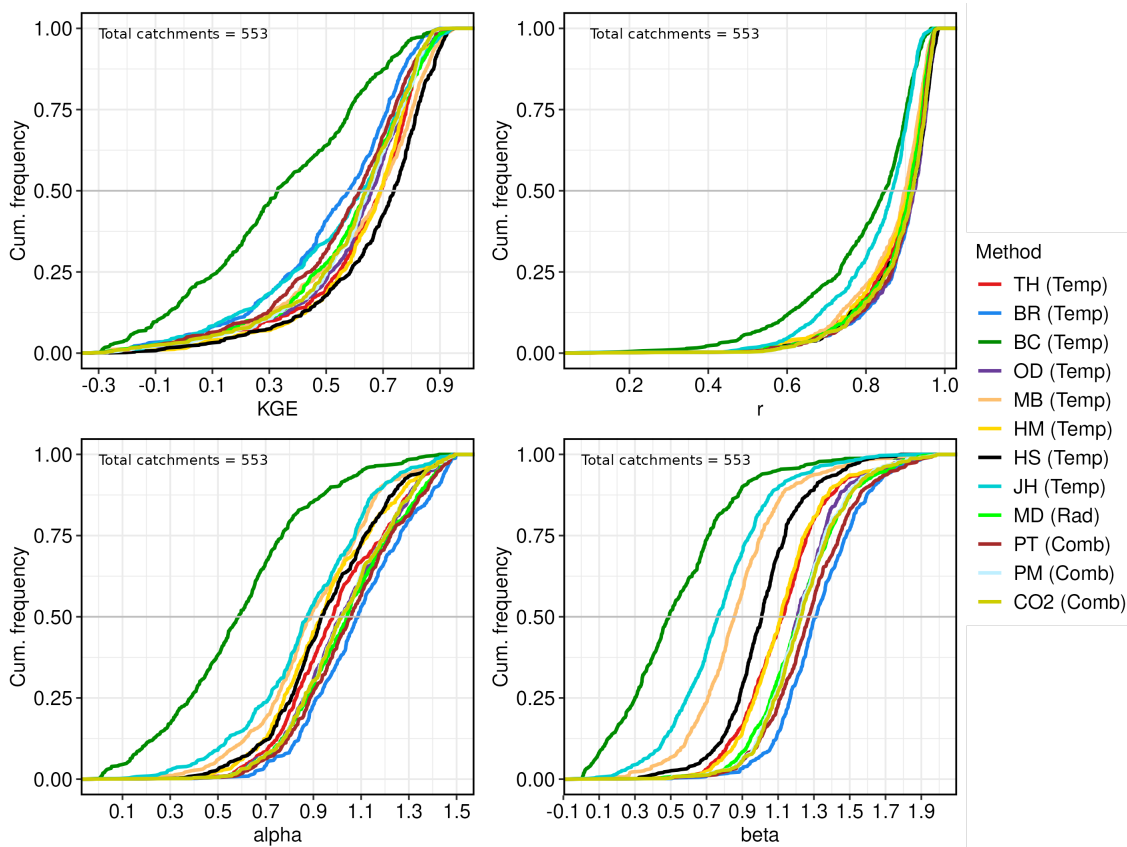 Total catchments = 553
1.00
0.75
0.50
0.25
0.00
Cum. frequency
-0.3 -0.1 0.1 0.3 0.5 0.7 0.9
KGE
Total catchments = 553
1.00
0.75
0.50
0.25
0.00
Cum. frequency
0.2 0.4 0.6 0.8 1.0
r
Total catchments = 553
1.00
0.75
0.50
0.25
0.00
Cum. frequency
0.1 0.3 0.5 0.7 0.9 1.1 1.3 1.5
alpha
Total catchments = 553
1.00
0.75
0.50
0.25
0.00
Cum. frequency
-0.1 0.1 0.3 0.5 0.7 0.9 1.1 1.3 1.5 1.7 1.9
beta
Method
TH (Temp)
BR (Temp)
BC (Temp)
OD (Temp)
MB (Temp)
HM (Temp)
HS (Temp)
JH (Temp)
MD (Rad)
PT (Comb)
PM (Comb)
CO2 (Comb)